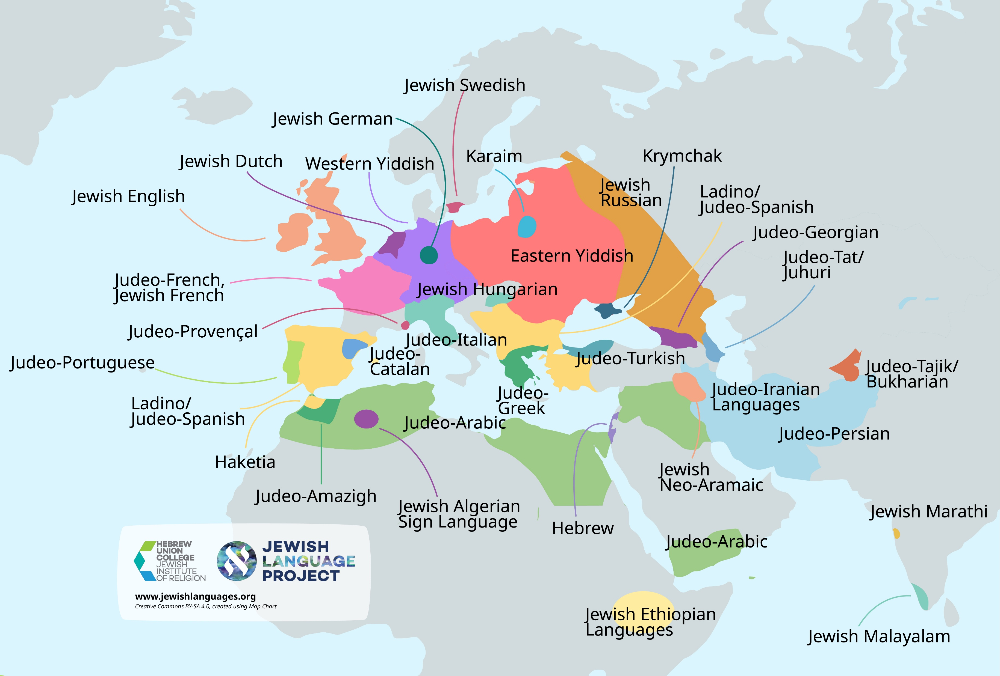 Jewish Swedish
Jewish German
Jewish Dutch
Western Yiddish
Karaim
Krymchak
Jewish English
Jewish
Russian
Ladino/
Judeo-Spanish
Judeo-Georgian
Judeo-Tat/
Juhuri
Eastern Yiddish
Judeo-French,
Jewish French
Jewish Hungarian
Judeo-Provençal
Judeo-Italian
Judeo-
Catalan
Judeo-Turkish
Judeo-Portuguese
Judeo-Tajik/
Bukharian
Judeo-Iranian
Languages
Judeo-
Greek
Ladino/
Judeo-Spanish
Judeo-Arabic
Judeo-Persian
Haketia
Jewish
Neo-Aramaic
Judeo-Amazigh
Jewish Algerian
Sign Language
Hebrew
Jewish Marathi
Judeo-Arabic
Jewish Ethiopian
Languages
Jewish Malayalam
HEBREW
UNION
COLLEGE
JEWISH
INSTITUTE
OF RELIGION
JEWISH
LANGUAGE
PROJECT
www.jewishlanguages.org
Creative Commons BY-SA 4.0, created using Map Chart